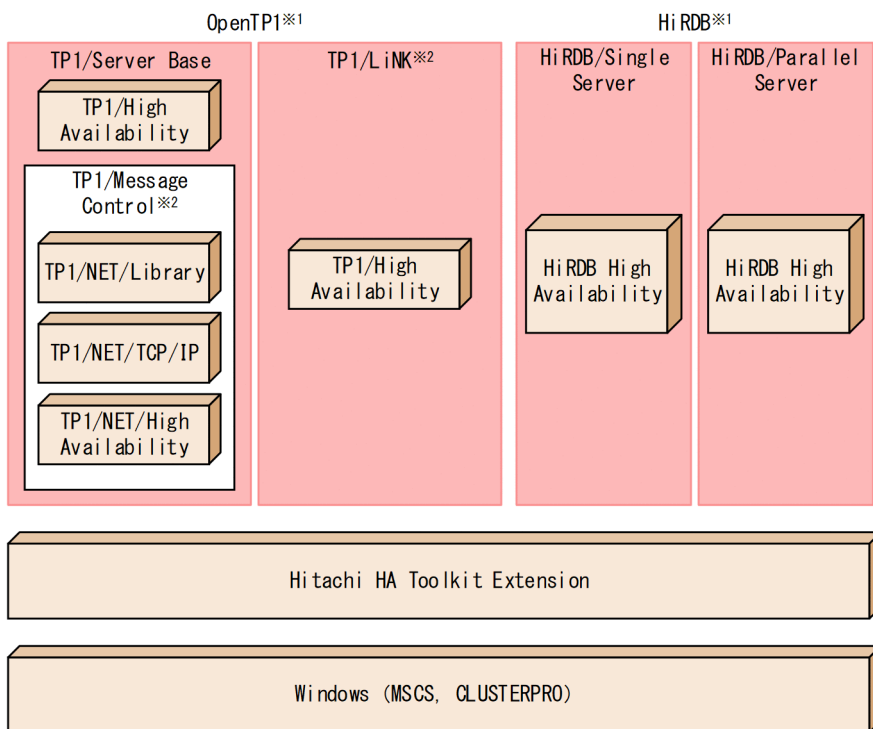 OpenTP1※1
HiRDB※1
TP1/Server Base
TP1/High
Availability
TP1/Message
Control※2
TP1/NET/Library
TP1/NET/TCP/IP
TP1/NET/High
Availability
TP1/LiNK※2
TP1/High
Availability
HiRDB/Single
Server
HiRDB High
Availability
HiRDB/Parallel
Server
HiRDB High
Availability
Hitachi HA Toolkit Extension
Windows (MSCS, CLUSTERPRO)